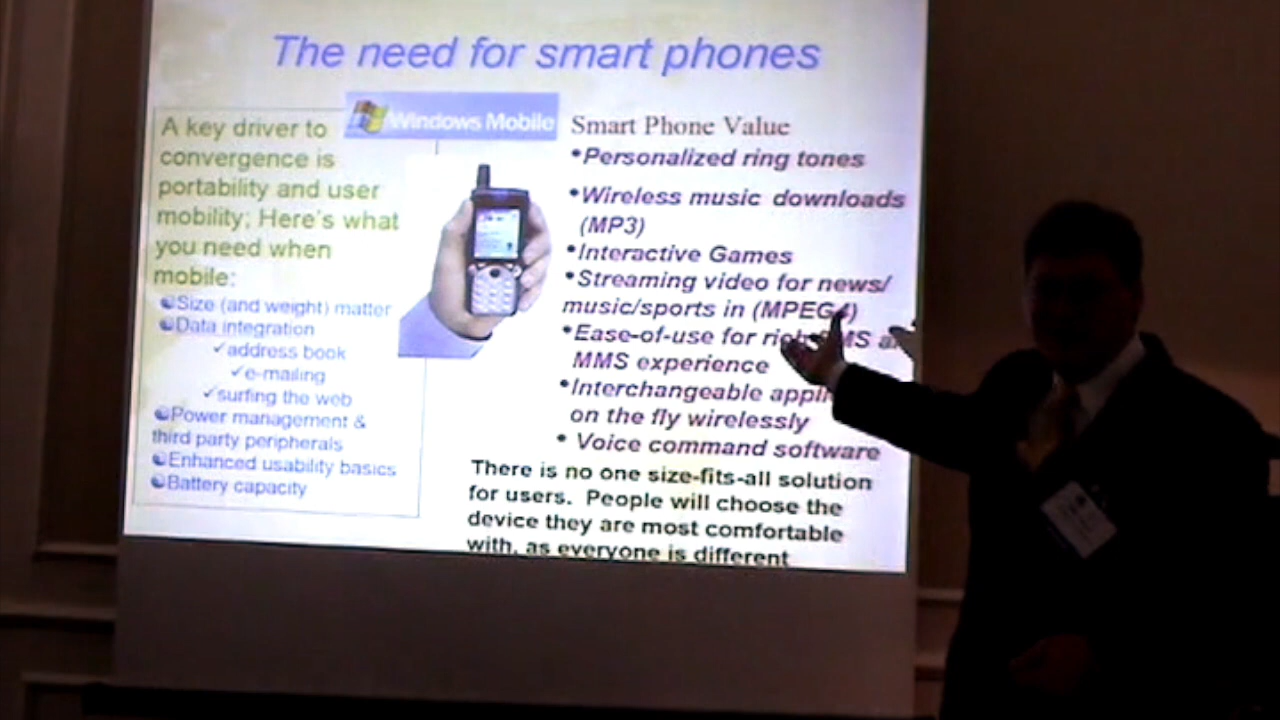 The need for smart phones
A key driver to
convergence is
portability and user
mobility; Here's what
you need when
mobile:
Size (and weight) matter
Data integration
✓address book
✓e-mailing
✓surfing the web
Power management &
third party peripherals
Enhanced usability basics
Battery capacity
Windows Mobile
Smart Phone Value
•Personalized ring tones
•Wireless music downloads
(MP3)
•Interactive Games
•Streaming video for news/
music/sports in (MPEG4)
•Ease-of-use for rich
MMS experience
•Interchangeable
on the fly wirelessly
• Voice command software
There is no one size-fits-all solution
for users. People will choose the
device they are most comfortable
with, as everyone is different